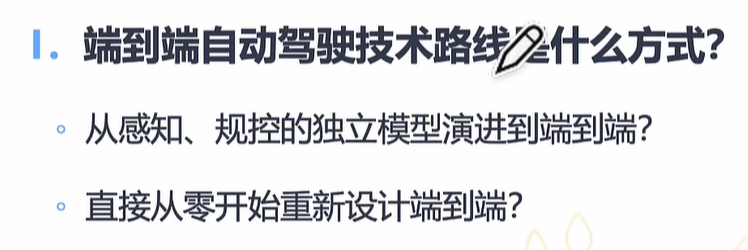 I. 端到端自动驾驶技术路线是什么方式?
从感知、规控的独立模型演进到端到端?
直接从零开始重新设计端到端?